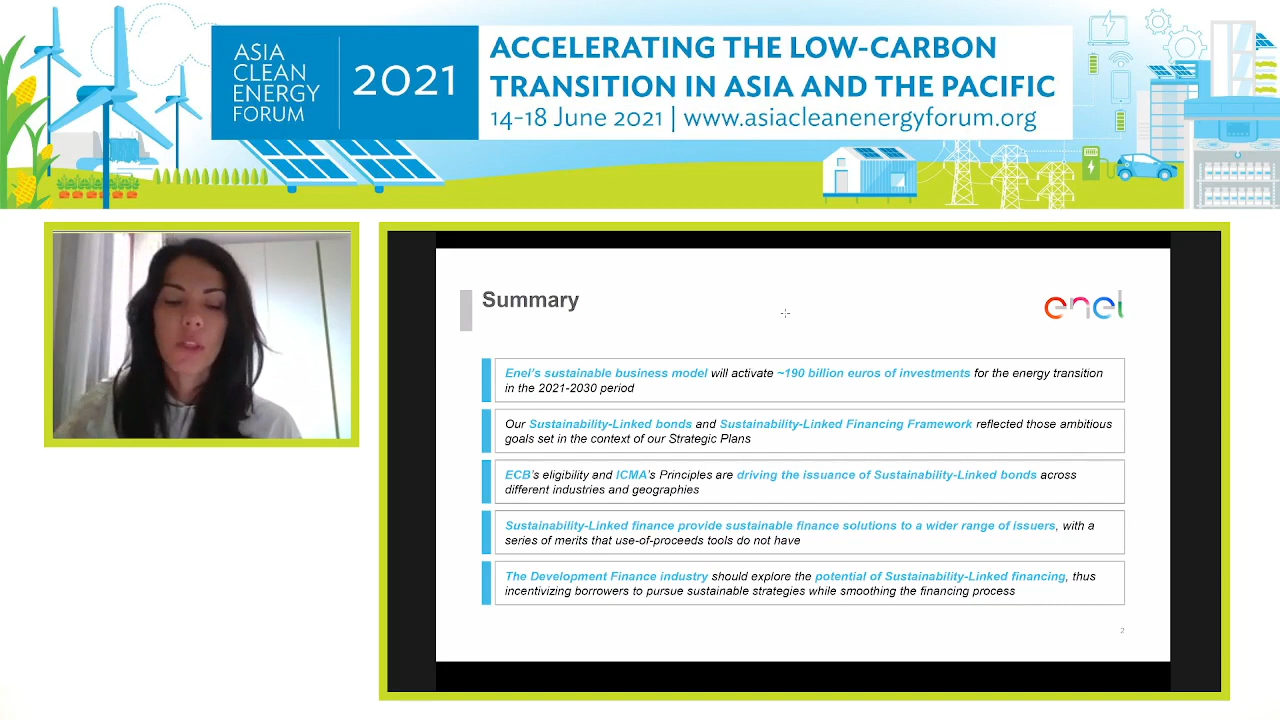 ASIA
CLEAN
ENERGY
FORUM
2021
ACCELERATING THE LOW-CARBON
TRANSITION IN ASIA AND THE PACIFIC
14-18 June 2021 | www.asiacleanenergyforum.org
Summary
enel
Enel's sustainable business model will activate ~190 billion euros of investments for the energy transition
in the 2021-2030 period
Our Sustainability-Linked bonds and Sustainability-Linked Financing Framework reflected those ambitious
goals set in the context of our Strategic Plans
ECB's eligibility and ICMA's Principles are driving the issuance of Sustainability-Linked bonds across
different industries and geographies
Sustainability-Linked finance provide sustainable finance solutions to a wider range of issuers, with a
series of merits that use-of-proceeds tools do not have
The Development Finance industry should explore the potential of Sustainability-Linked financing, thus
incentivizing borrowers to pursue sustainable strategies while smoothing the financing process
2